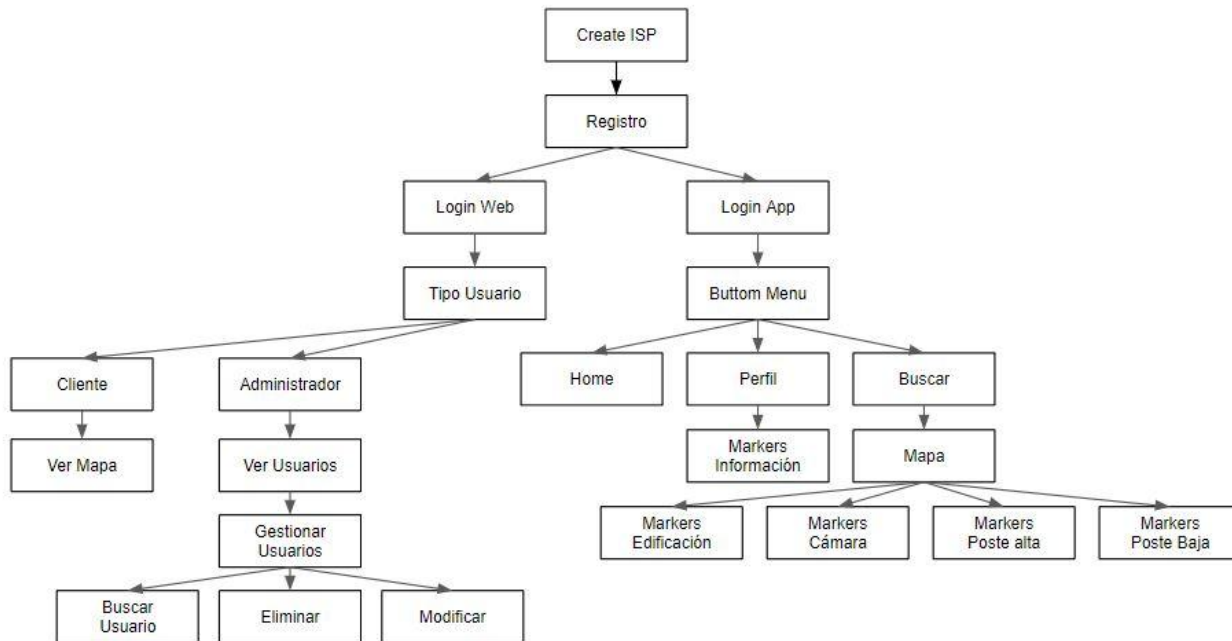 Create ISP
Registro
Login Web
Login App
Tipo Usuario
Buttom Menu
Cliente
Administrador
Home
Perfil
Buscar
Ver Mapa
Ver Usuarios
Markers
Información
Mapa
Gestionar
Usuarios
Markers
Edificación
Markers
Cámara
Markers
Poste alta
Markers
Poste Baja
Buscar
Usuario
Eliminar
Modificar